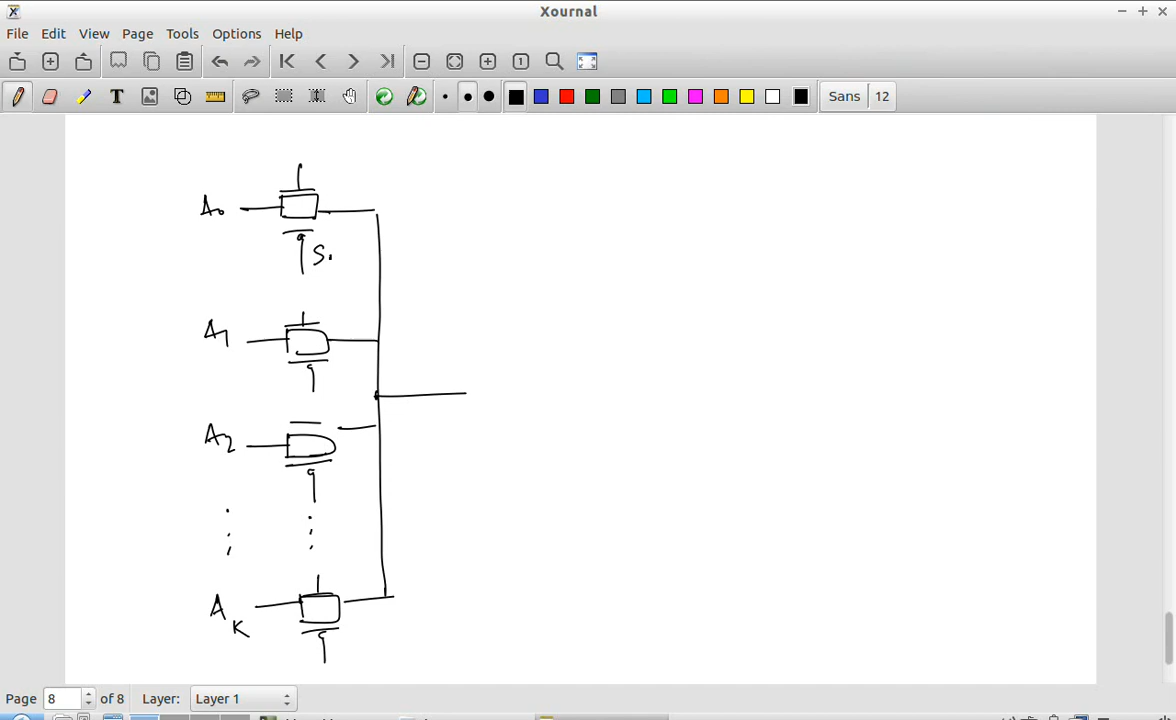 Xournal
File Edit View Page Tools Options Help
Sans 12
A0
S.
A1
A2
AK
Page 8 of 8 Layer: Layer 1